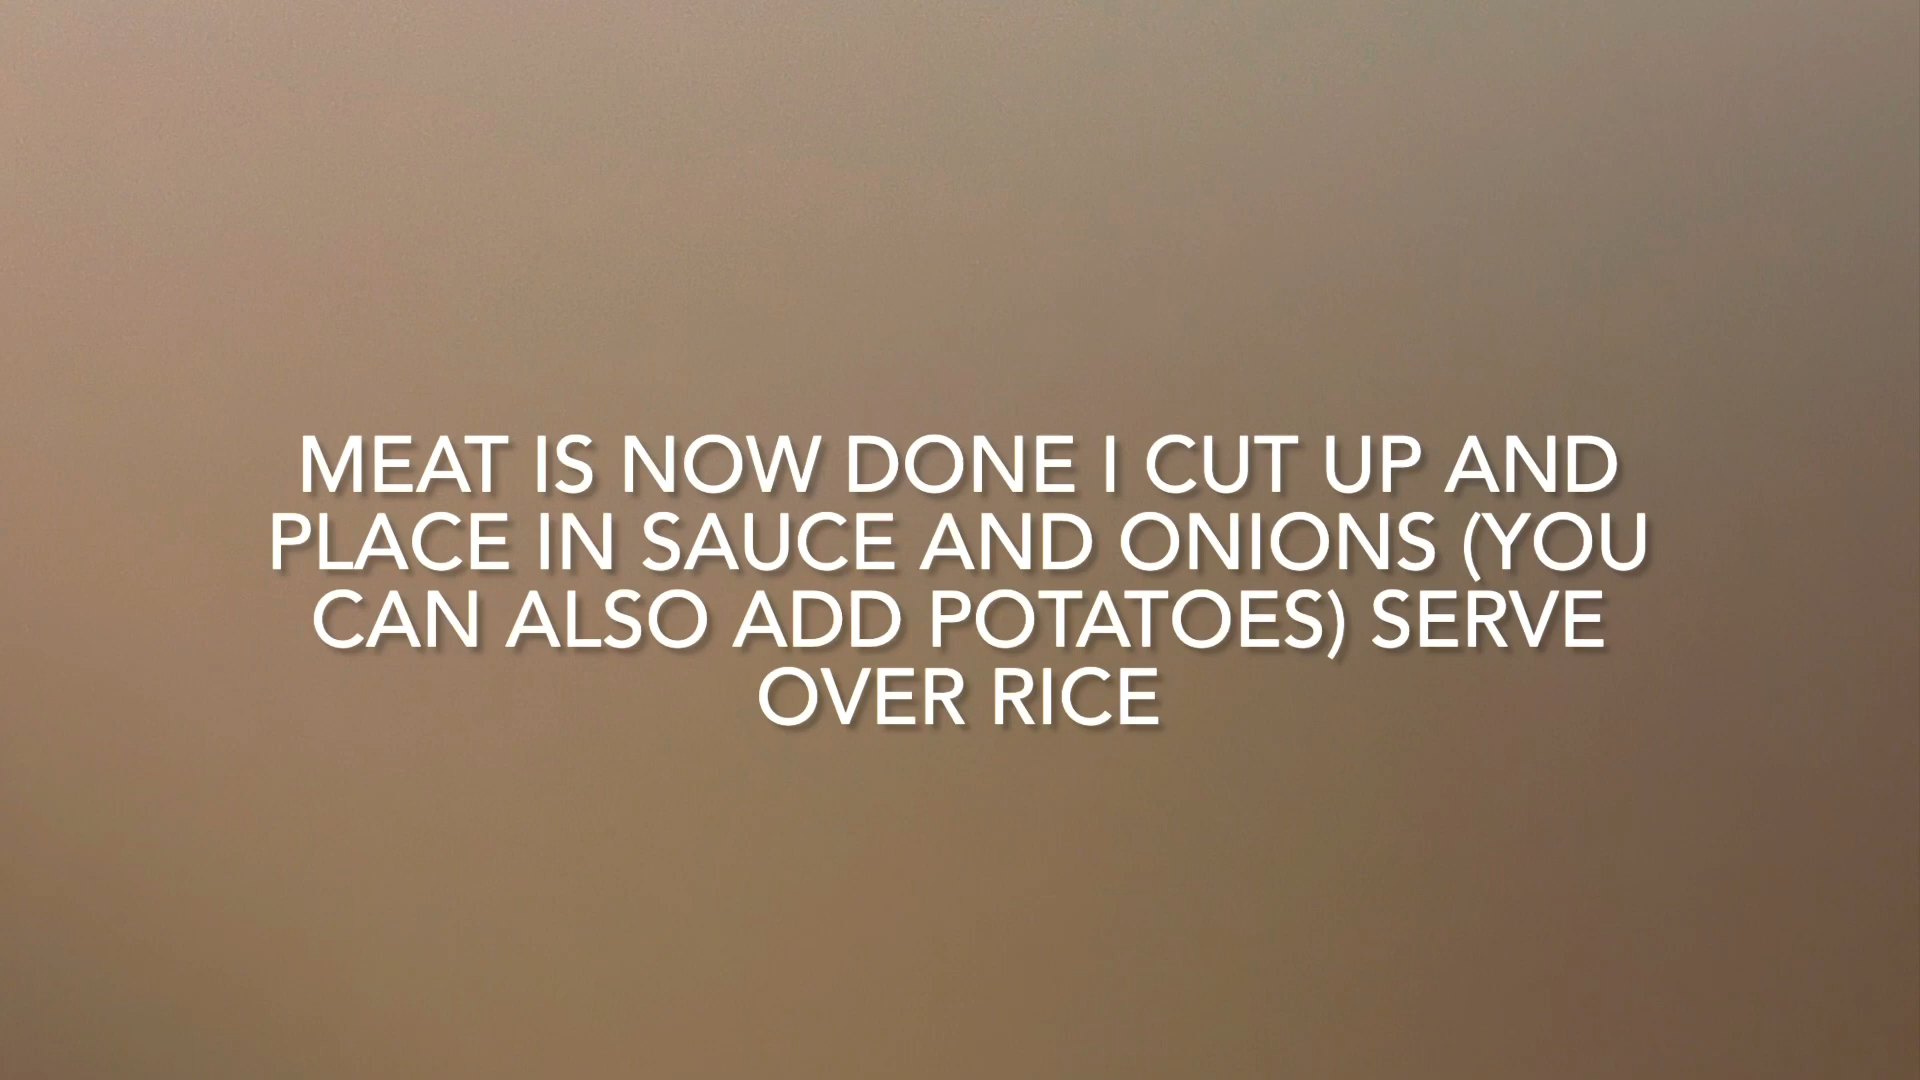 MEAT IS NOW DONE I CUT UP AND
PLACE IN SAUCE AND ONIONS (YOU
CAN ALSO ADD POTATOES) SERVE
OVER RICE